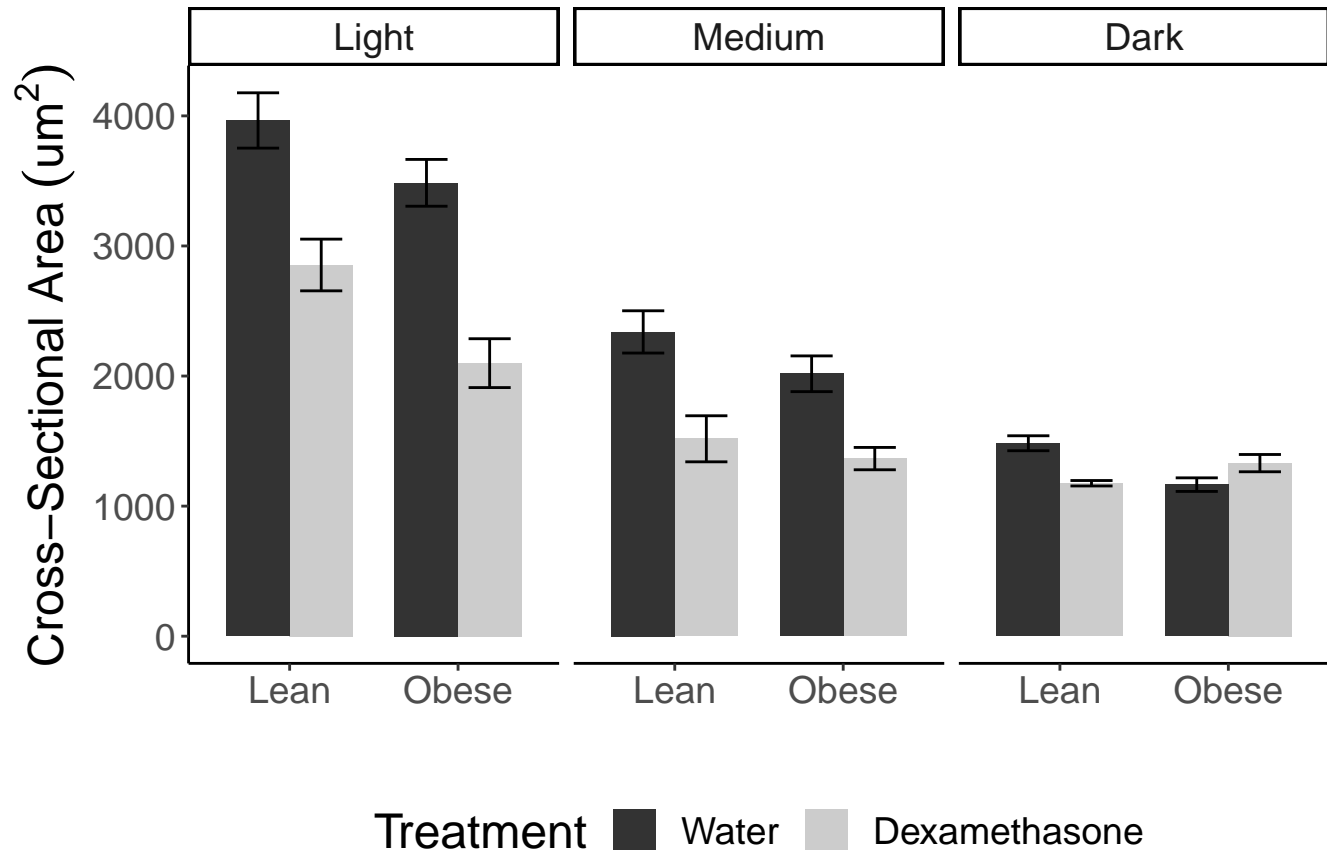 Light Medium Dark
Cross−Sectional Area (um²)
4000
3000
2000
1000
0
Lean Obese Lean Obese Lean Obese
Treatment Water Dexamethasone